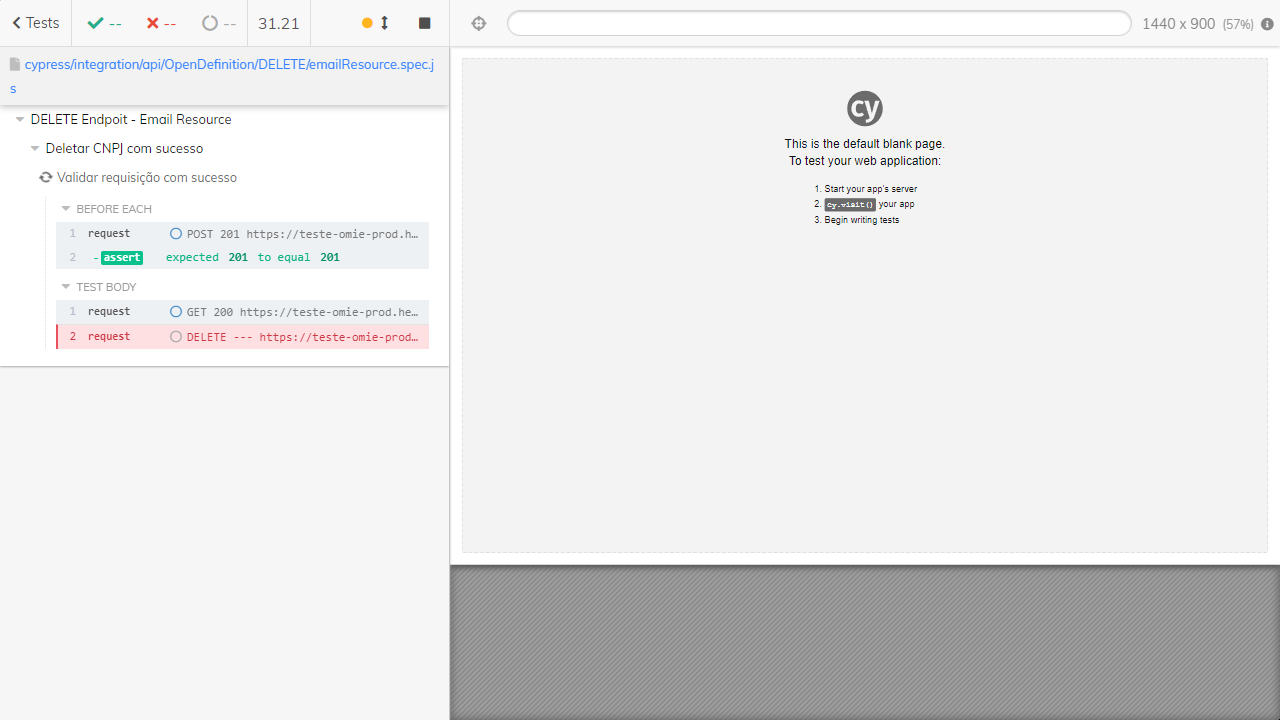 Tests
--
--
--
31.21
1440 x 900 (57%)
cypress/integration/api/OpenDefinition/DELETE/emailResource.spec.j
s
DELETE Endpoit - Email Resource
Deletar CNPJ com sucesso
Validar requisição com sucesso
BEFORE EACH
1 request POST 201 https://teste-omie-prod.h…
2 -assert expected 201 to equal 201
TEST BODY
1 request GET 200 https://teste-omie-prod.he…
2 request DELETE --- https://teste-omie-prod…
cy
This is the default blank page.
To test your web application:
1. Start your app's server
2. cy.visit() your app
3. Begin writing tests